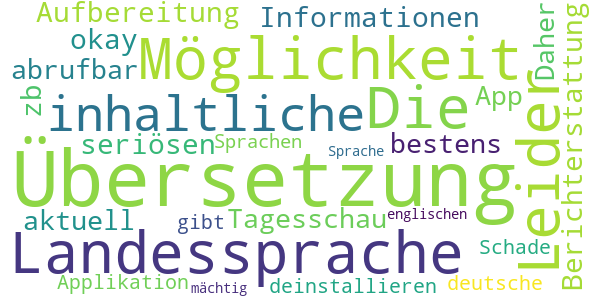 Aufbereitung Informationen
okay
abrufbar Möglichkeit
Daher
Berichterstattung
zb inhaltliche Die App
Leider
seriösen Sprachen Sprache bestens
Übersetzung
aktuell gibt Tagesschau englischen
Landessprache Schade
Applikation mächtig deinstallieren deutsche